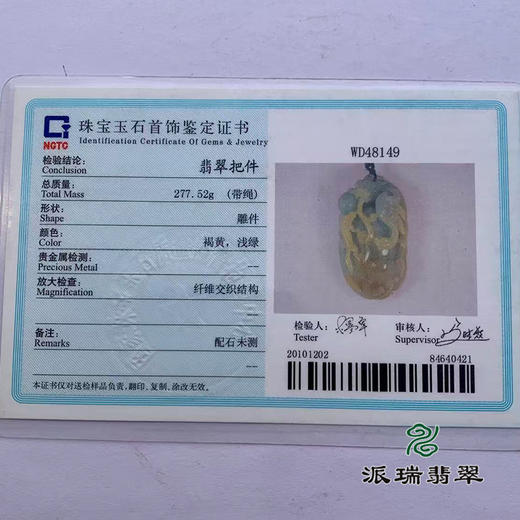 NGTC
珠宝玉石首饰鉴定证书
Identification Certificate Of Gems & Jewelry
检验结论:
Conclusion
翡翠把件
总质量:
Total Mass
277.52g (带绳)
形状:
Shape
雕件
颜色:
Color
褐黄，浅绿
贵金属检测:
Precious Metal
--
放大检查:
Magnification
纤维交织结构
--
备注:
Remarks
配石未测
本证书仅对送检样品负责，翻印、复制、涂改无效。
WD48149
检验人:
Tester
审核人:
Supervisor
20101202
84640421
派瑞翡翠